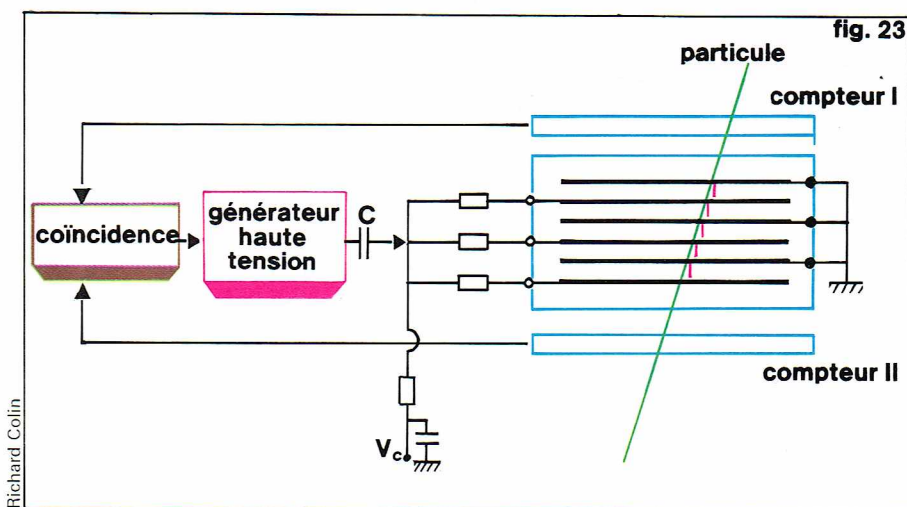 fig. 23
particule
compteur I
coïncidence
générateur
haute
tension
C
compteur II
Vc
Richard Colin